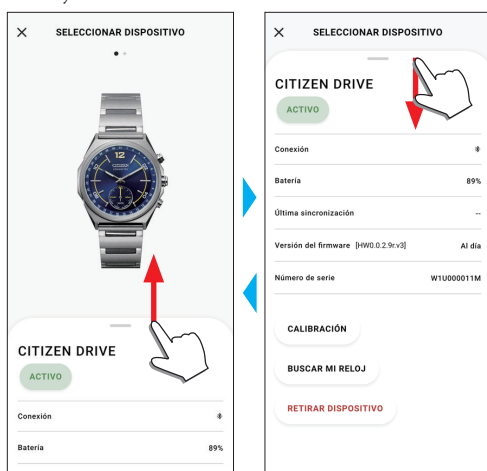 SELECCIONAR DISPOSITIVO
12
CITIZEN
CITIZEN DRIVE
ACTIVO
Conexión
Batería 89%
SELECCIONAR DISPOSITIVO
CITIZEN DRIVE
ACTIVO
Conexión
Batería 89%
Última sincronización --
Versión del firmware [HW0.0.2.9r.v3] Al día
Número de serie W1U000011M
CALIBRACIÓN
BUSCAR MI RELOJ
RETIRAR DISPOSITIVO